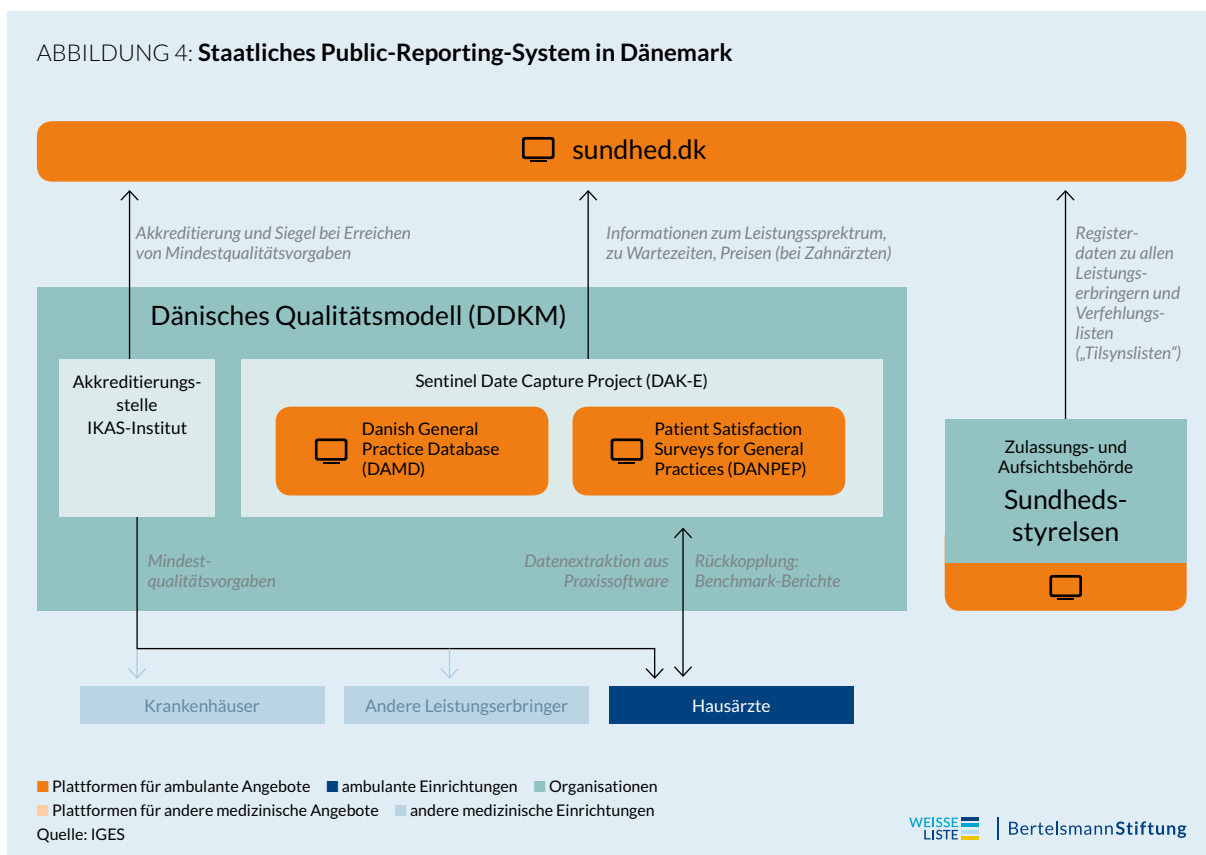 ABBILDUNG 4: Staatliches Public-Reporting-System in Dänemark
sundhed.dk
Akkreditierung und Siegel bei Erreichen
von Mindestqualitätsvorgaben
Informationen zum Leistungsspektrum,
zu Wartezeiten, Preisen (bei Zahnärzten)
Register-
daten zu allen
Leistungs-
erbringern und
Verfehlungs-
listen
(„Tilsynslisten“)
Dänisches Qualitätsmodell (DDKM)
Akkreditierungs-
stelle
IKAS-Institut
Sentinel Date Capture Project (DAK-E)
Danish General
Practice Database
(DAMD)
Patient Satisfaction
Surveys for General
Practices (DANPEP)
Zulassungs- und
Aufsichtsbehörde
Sundheds-
styrelsen
Mindest-
qualitätsvorgaben
Datenextraktion aus
Praxissoftware
Rückkopplung:
Benchmark-Berichte
Krankenhäuser
Andere Leistungserbringer
Hausärzte
Plattformen für ambulante Angebote
ambulante Einrichtungen
Organisationen
Plattformen für andere medizinische Angebote
andere medizinische Einrichtungen
Quelle: IGES
WEISSE
LISTE
BertelsmannStiftung